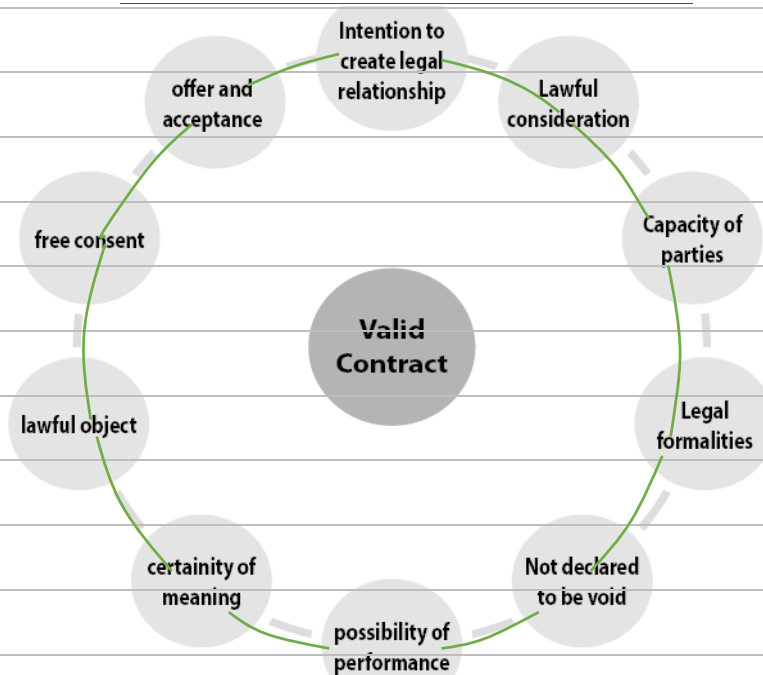 Intention to
create legal
relationship
Lawful
consideration
Capacity of
parties
Legal
formalities
Not declared
to be void
possibility of
performance
certainity of
meaning
lawful object
free consent
offer and
acceptance
Valid
Contract